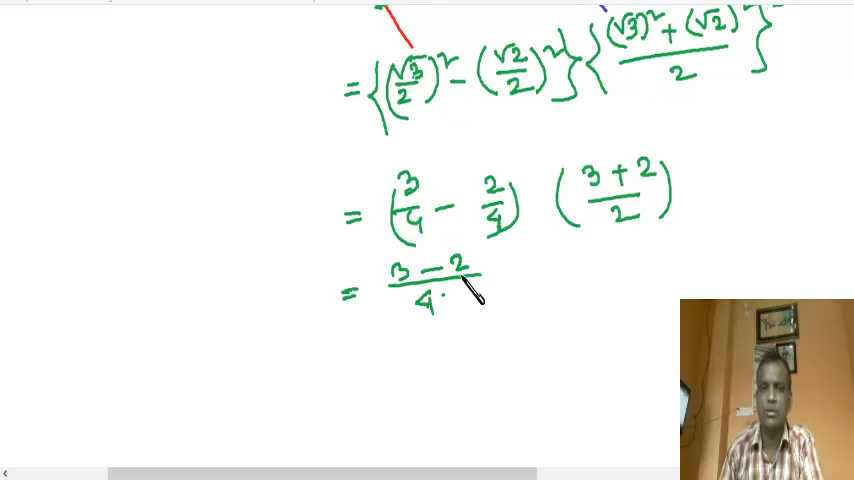 = {(√3/2)² - (√2/2)²} {((√3)² + (√2)²)/2}
= (3/4 - 2/4) ((3 + 2)/2)
= (3 - 2)/4